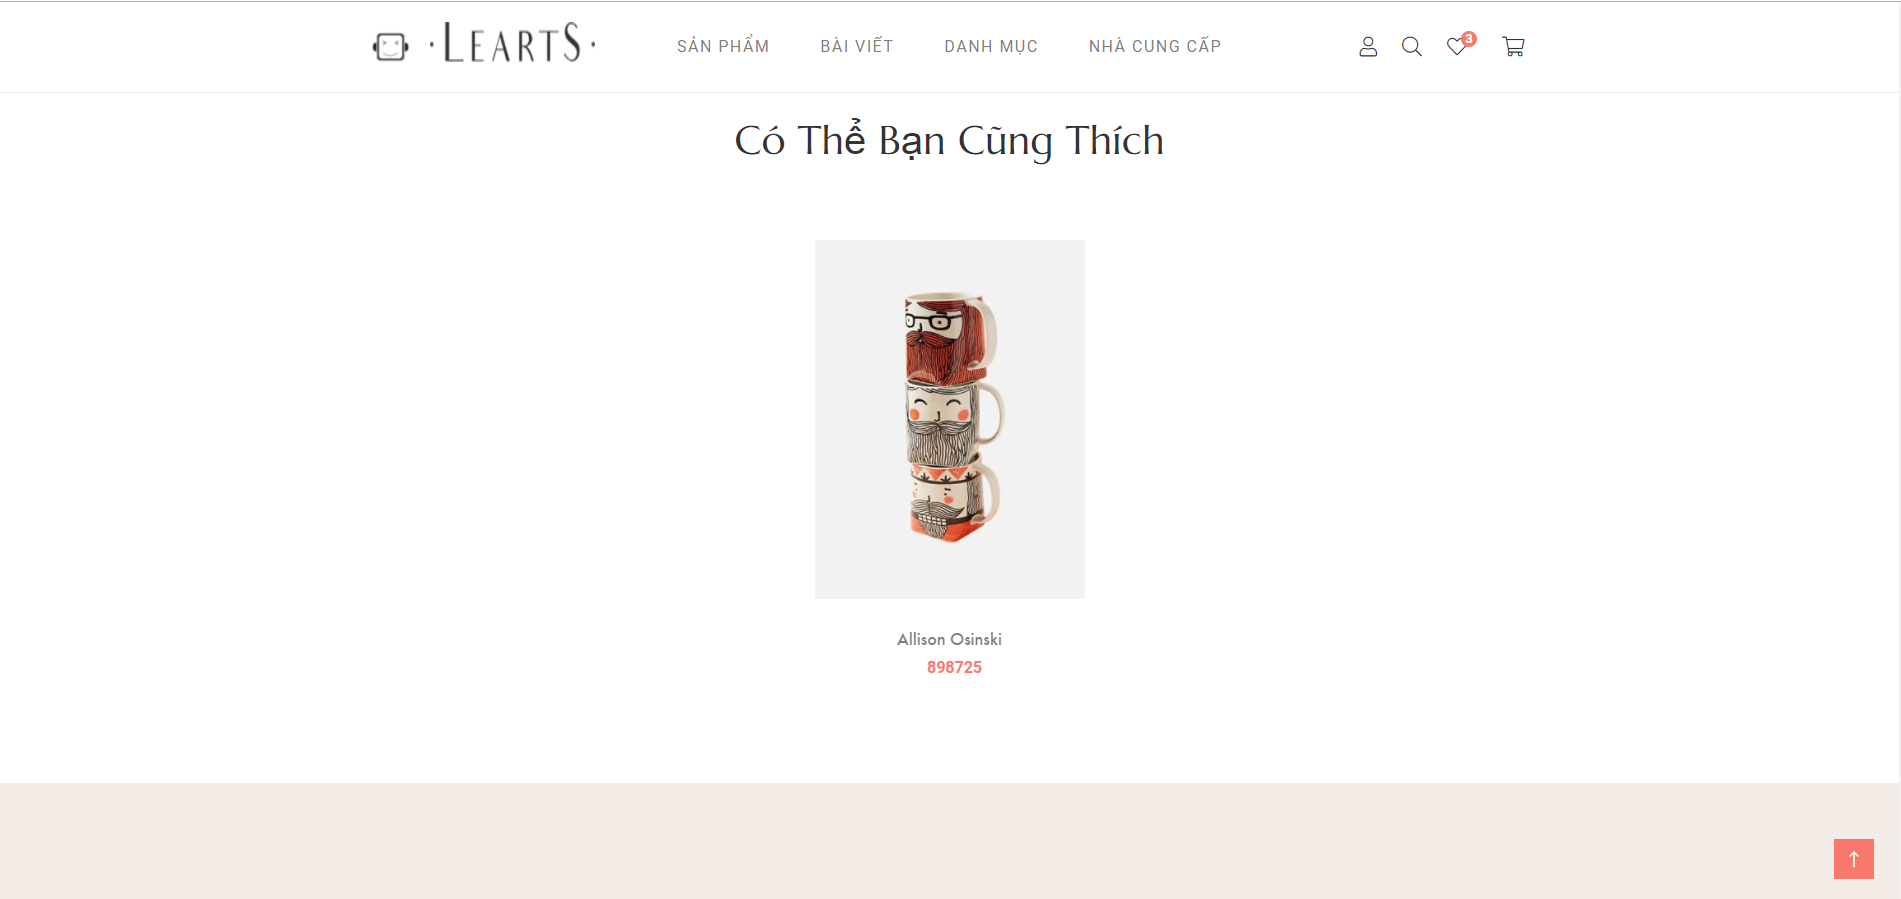 ·LEARTS·
SẢN PHẨM
BÀI VIẾT
DANH MỤC
NHÀ CUNG CẤP
3
Có Thể Bạn Cũng Thích
Allison Osinski
898725